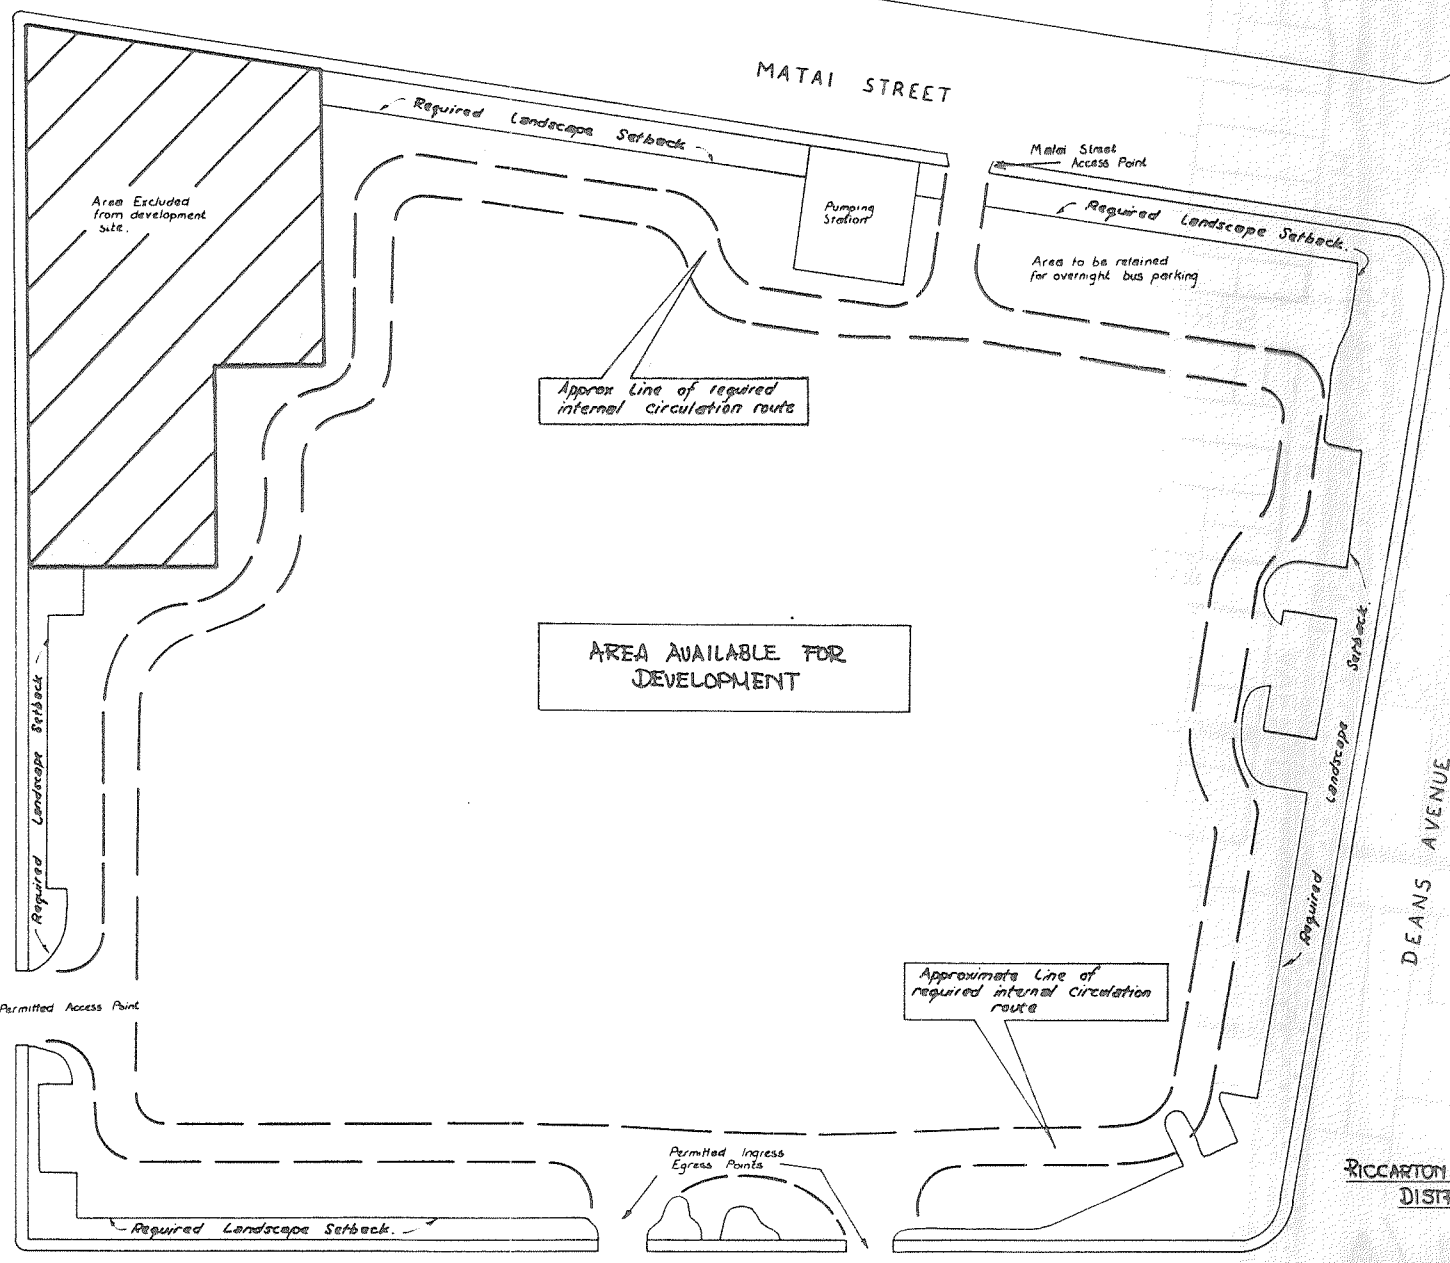 MATAI STREET
Required Landscape Setback
Matai Street
Access Point
Area Excluded
from development
site.
Pumping
Station
Required Landscape Setback.
Area to be retained
for overnight bus parking
Approx Line of required
internal circulation route
AREA AVAILABLE FOR
DEVELOPMENT
Required Landscape Setback
Required Landscape Setback.
DEANS AVENUE
Approximate Line of
required internal circulation
route
Permitted Access Point
Permitted Ingress
Egress Points
Required Landscape Setback.
RICCARTON
DIST